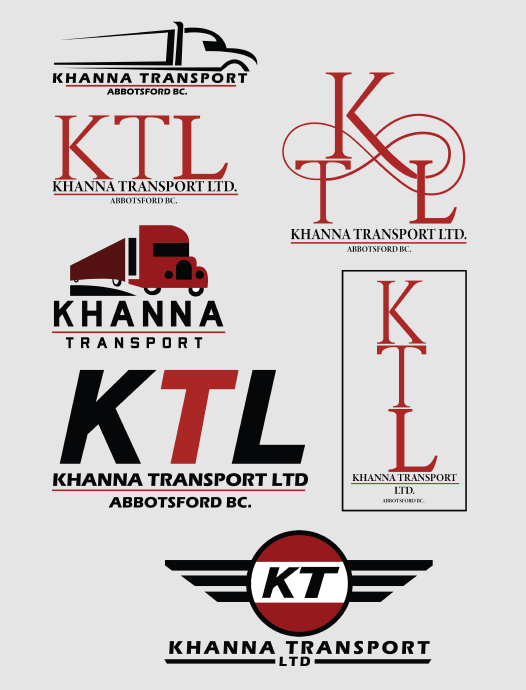 KHANNA TRANSPORT
ABBOTSFORD BC.
KTL
KHANNA TRANSPORT LTD.
ABBOTSFORD BC.
K
T L
KHANNA TRANSPORT LTD.
ABBOTSFORD BC.
KHANNA
TRANSPORT
KTL
KHANNA TRANSPORT LTD
ABBOTSFORD BC.
K
T
L
KHANNA TRANSPORT
LTD.
ABBOTSFORD BC.
KT
KHANNA TRANSPORT
LTD